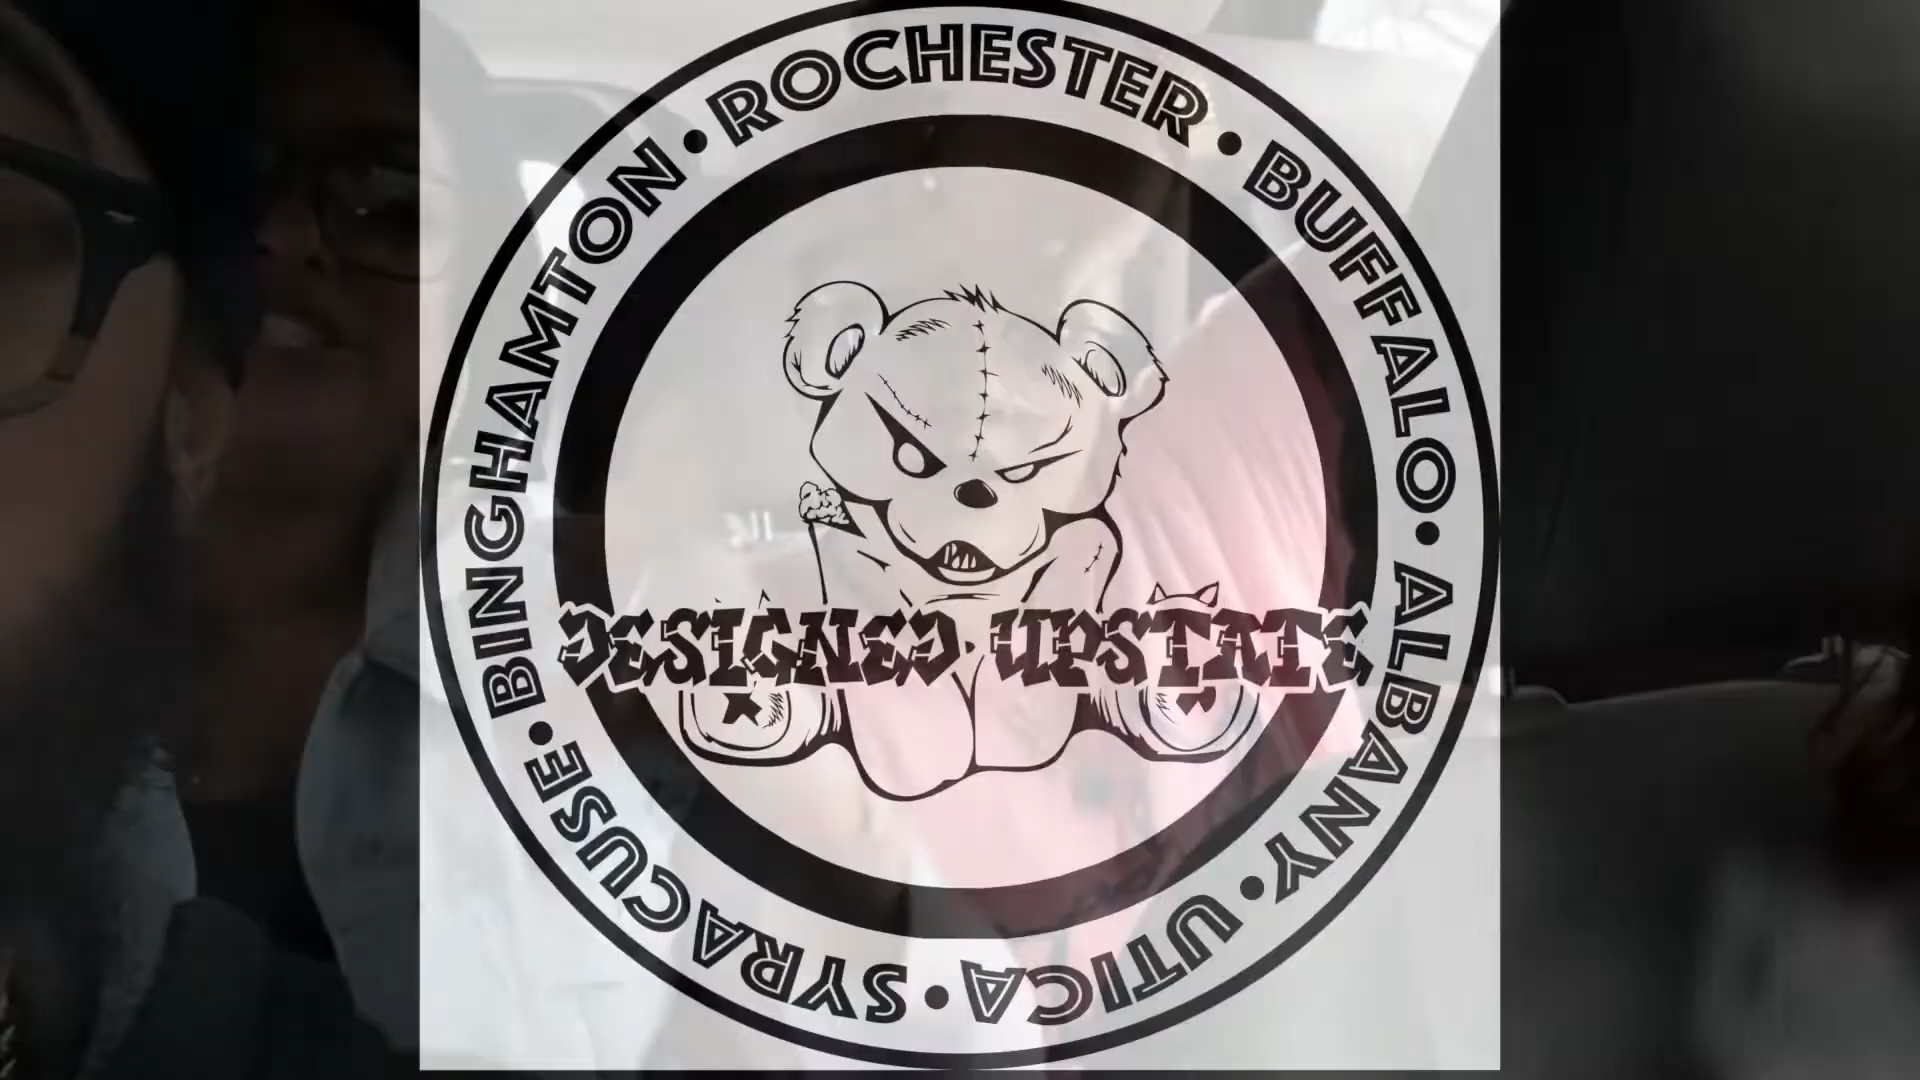 ROCHESTER • BUFFALO • ALBANY • UTICA • SYRACUSE • BINGHAMTON •
DESIGNED · UPSTATE